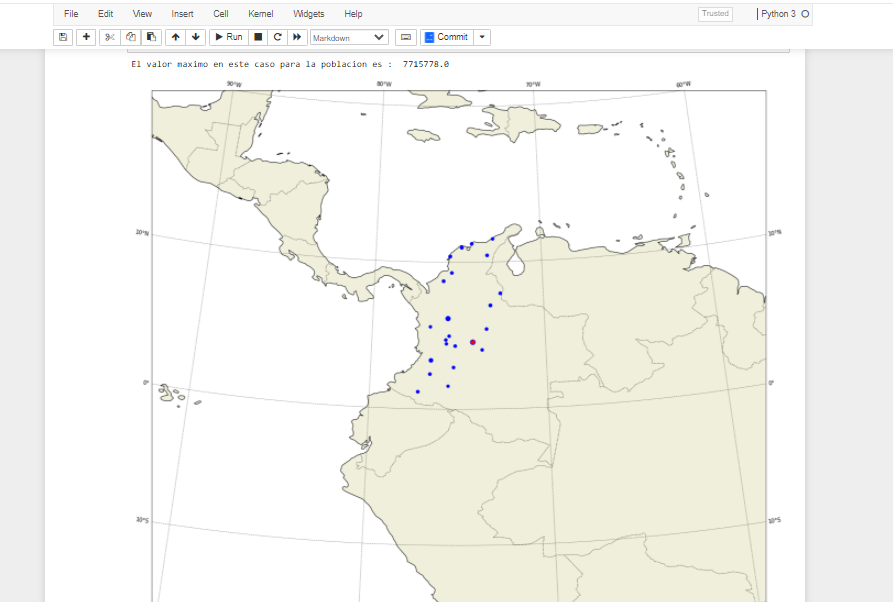 File Edit View Insert Cell Kernel Widgets Help Trusted Python 3
Run Markdown Commit
El valor maximo en este caso para la poblacion es : 7715778.0
90°W 80°W 70°W 60°W
10°N 10°N
0° 0°
10°S 10°S